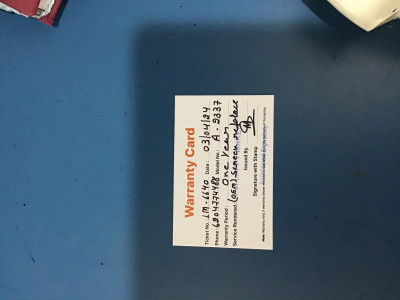 Warranty Card
Ticket No. LM-6640 Date: 03/04/24
Phone: 6904774488 Model No.: A-2337
Warranty Period: One Year
Service Rendered: (OEM) Screen replace
Issued By:
Signature with Stamp